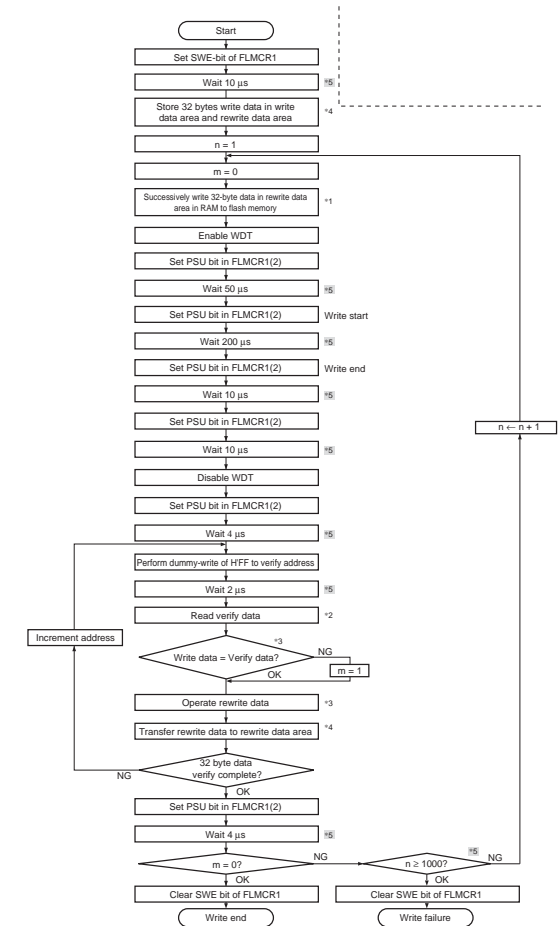 Start
Set SWE-bit of FLMCR1
Wait 10 μs *5
Store 32 bytes write data in write
data area and rewrite data area *4
n = 1
m = 0
Successively write 32-byte data in rewrite data
area in RAM to flash memory *1
Enable WDT
Set PSU bit in FLMCR1(2)
Wait 50 μs *5
Set PSU bit in FLMCR1(2) Write start
Wait 200 μs *5
Set PSU bit in FLMCR1(2) Write end
Wait 10 μs *5
Set PSU bit in FLMCR1(2)
n ← n + 1
Wait 10 μs *5
Disable WDT
Set PSU bit in FLMCR1(2)
Wait 4 μs *5
Perform dummy-write of H'FF to verify address
Wait 2 μs *5
Read verify data *2
Increment address
*3
Write data = Verify data? NG
m = 1
OK
Operate rewrite data *3
Transfer rewrite data to rewrite data area *4
32 byte data
verify complete?
NG
OK
Set PSU bit in FLMCR1(2)
Wait 4 μs *5
m = 0? NG
n ≥ 1000? *5 NG
OK OK
Clear SWE bit of FLMCR1 Clear SWE bit of FLMCR1
Write end Write failure